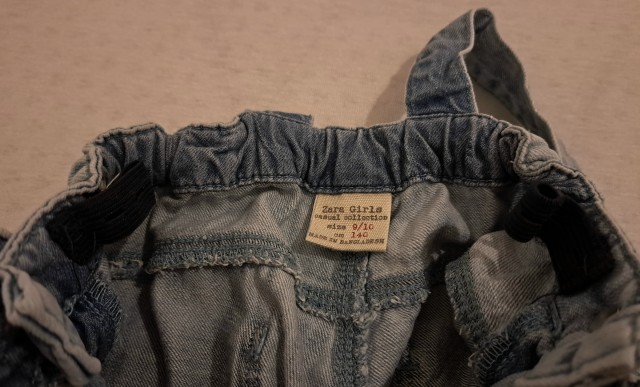 Zara Girls
casual collection
size 9/10
cm 140
MADE IN BANGLADESH